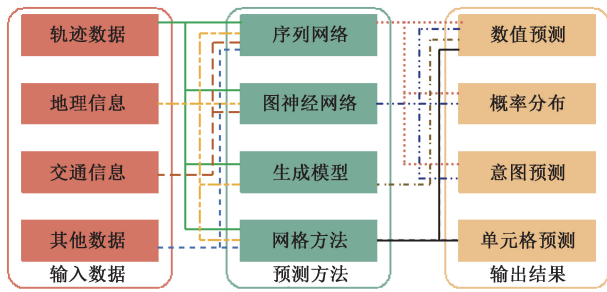 轨迹数据
地理信息
交通信息
其他数据
输入数据
序列网络
图神经网络
生成模型
网格方法
预测方法
数值预测
概率分布
意图预测
单元格预测
输出结果